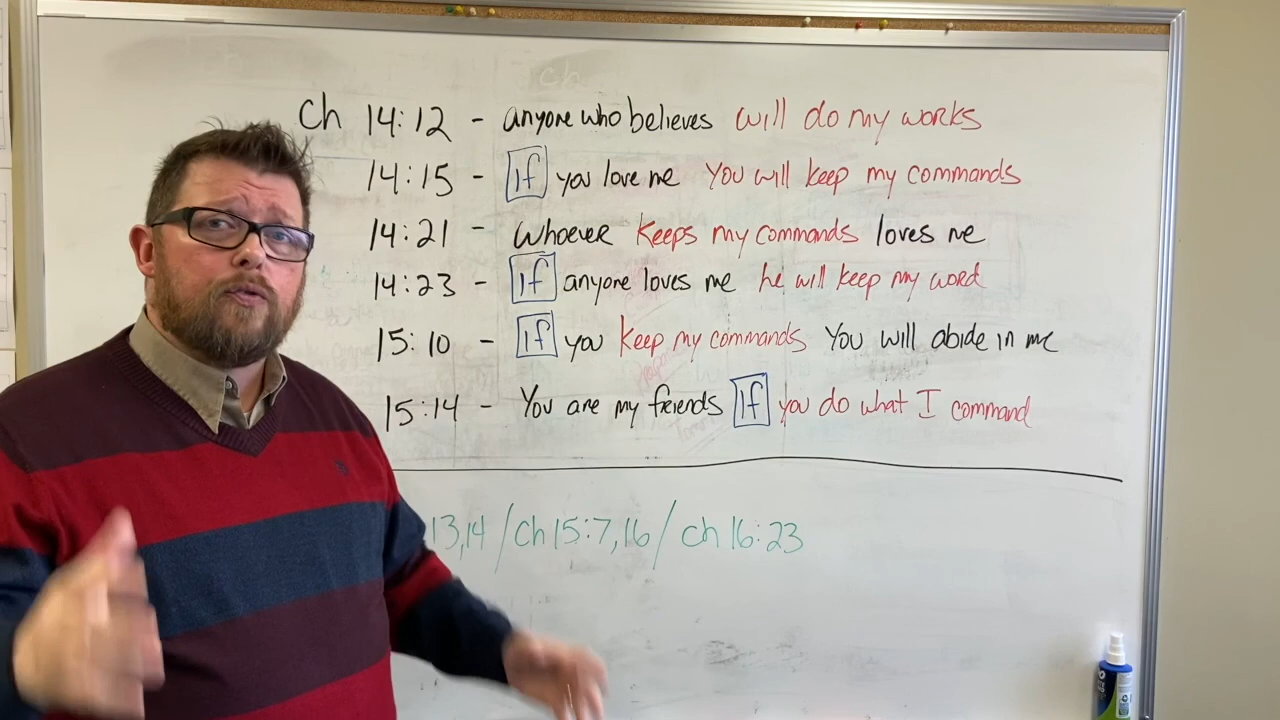 Ch 14:12 - anyone who believes will do my works
14:15 - If you love me You will keep my commands
14:21 - Whoever keeps my commands loves me
14:23 - If anyone loves me he will keep my word
15:10 - If you keep my commands You will abide in me
15:14 - You are my friends If you do what I command
13,14 / Ch 15:7,16 / ch 16:23